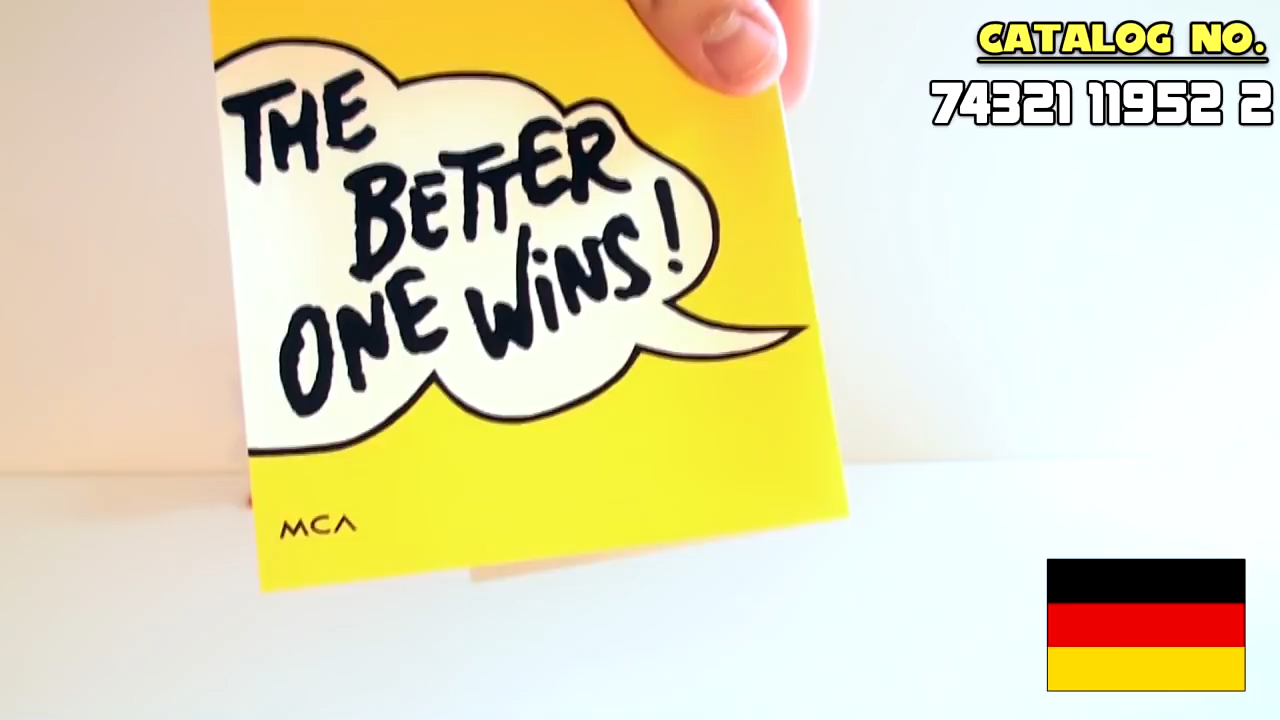 CATALOG NO.
74321 11952 2
THE
BETTER
ONE WiNS!
MCA